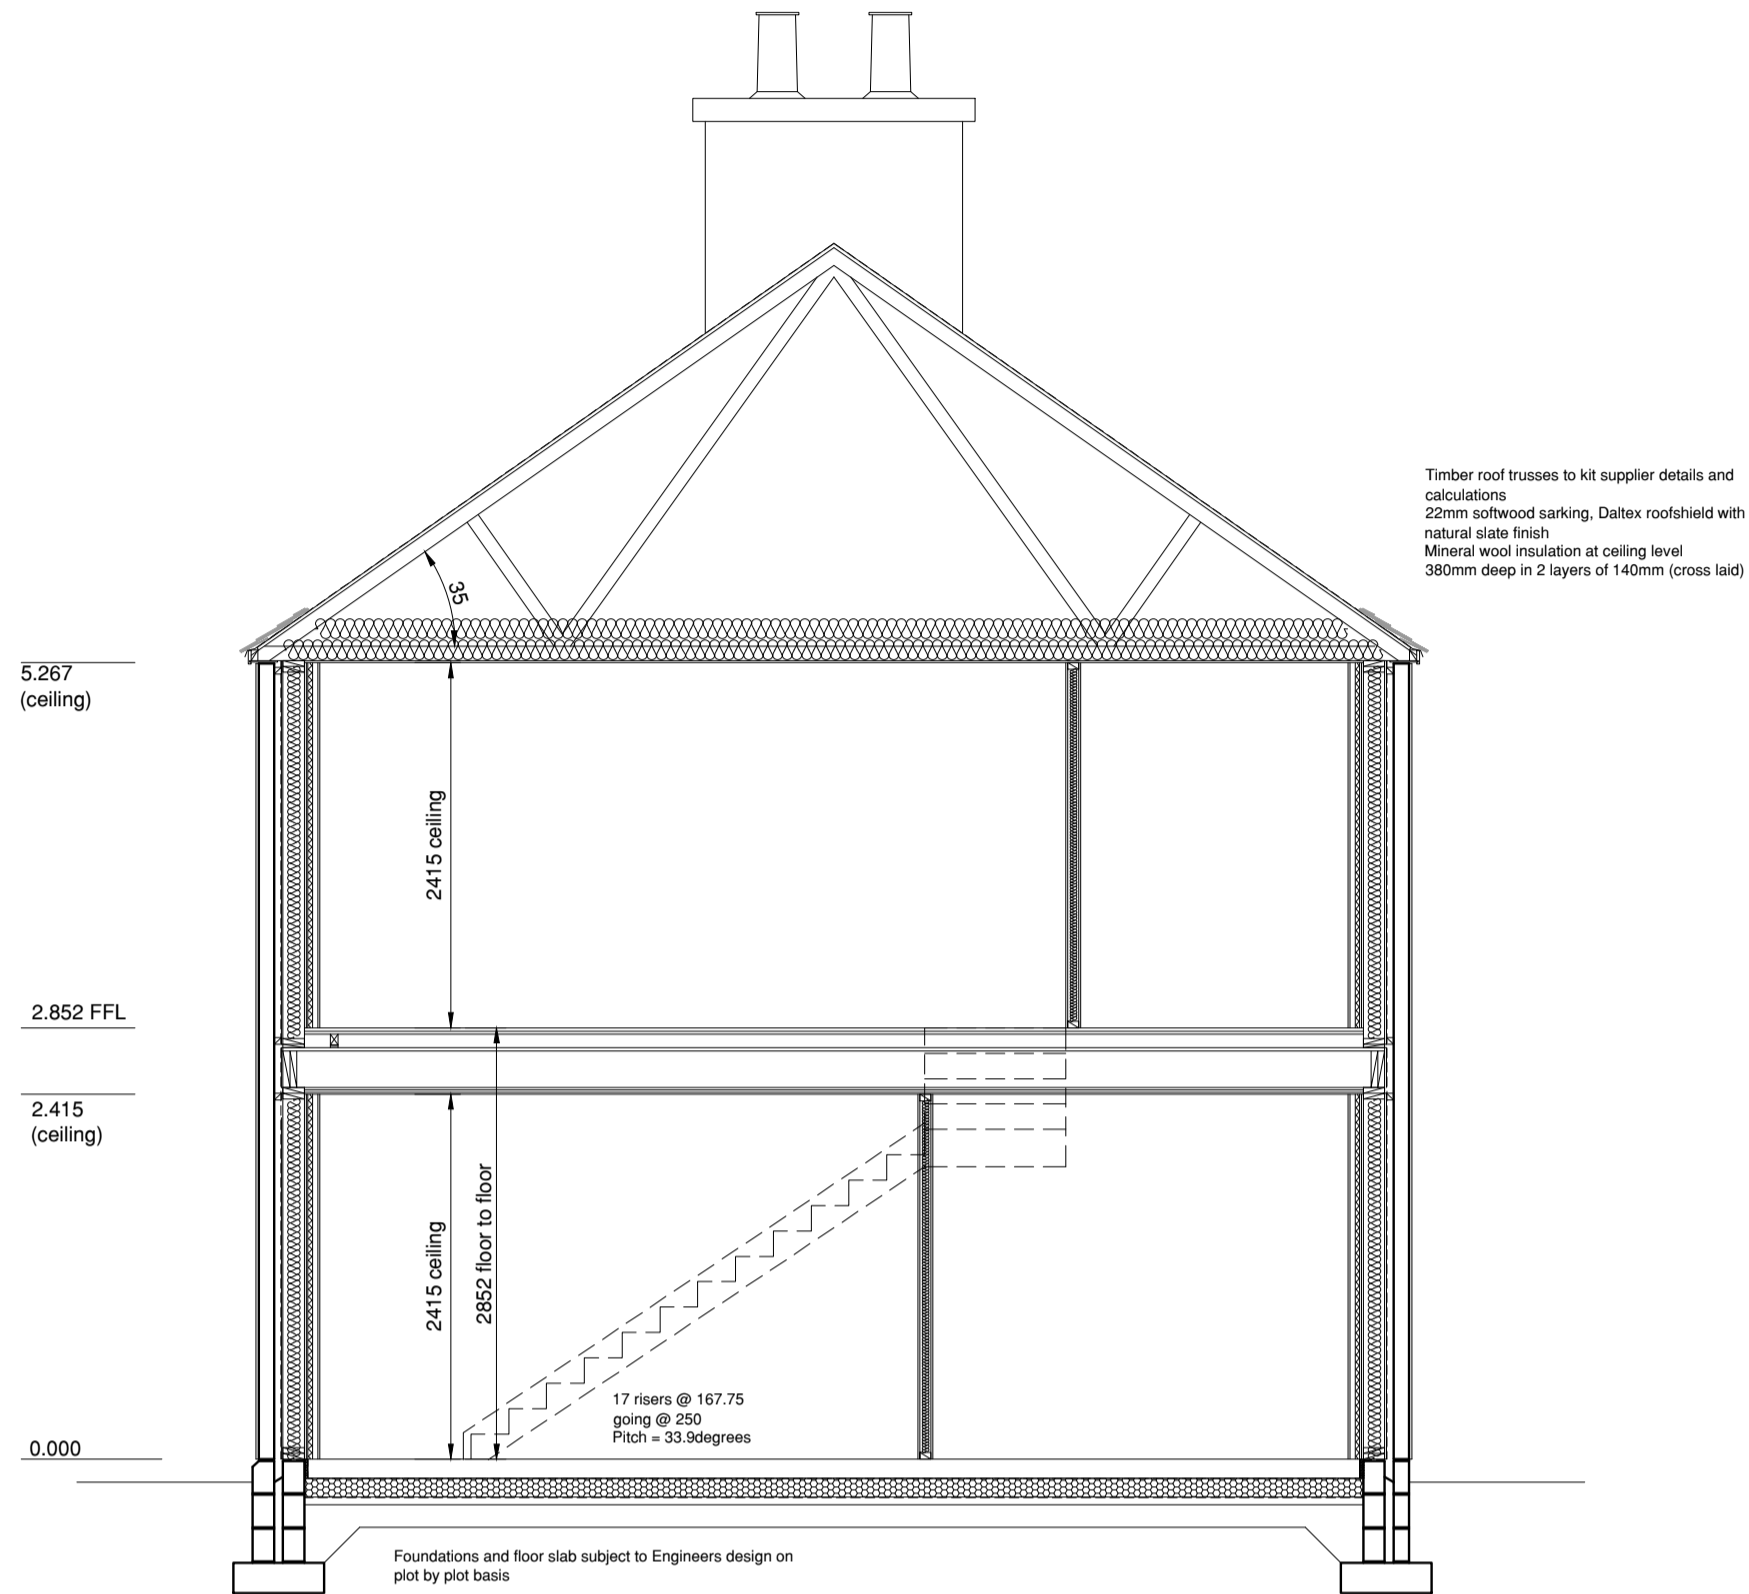 Timber roof trusses to kit supplier details and
calculations
22mm softwood sarking, Daltex roofshield with
natural slate finish
Mineral wool insulation at ceiling level
380mm deep in 2 layers of 140mm (cross laid)
35
5.267
(ceiling)
2415 ceiling
2.852 FFL
2.415
(ceiling)
2415 ceiling
2852 floor to floor
17 risers @ 167.75
going @ 250
Pitch = 33.9degrees
0.000
Foundations and floor slab subject to Engineers design on
plot by plot basis